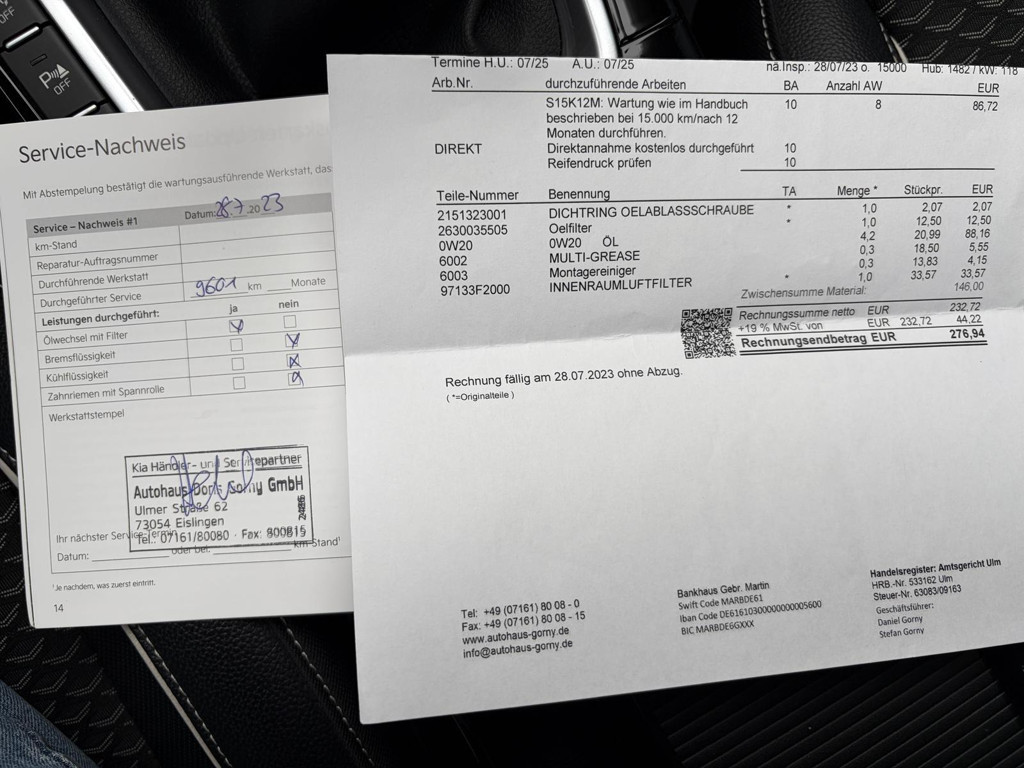 OFF
P OFF
Service-Nachweis
Mit Abstempelung bestätigt die wartungsausführende Werkstatt, das
Service – Nachweis #1 Datum: 28.7.2023
km-Stand
Reparatur-Auftragsnummer
Durchführende Werkstatt
Durchgeführter Service 9601 km Monate
Leistungen durchgeführt: ja nein
Ölwechsel mit Filter
Bremsflüssigkeit
Kühlflüssigkeit
Zahnriemen mit Spannrolle
Werkstattstempel
Kia Händler- und Servicepartner
Autohaus Doris Gorny GmbH
Ulmer Straße 62
73054 Eislingen
Ihr nächster Service-Termin
Tel.: 07161/80080 · Fax: 800815
Datum: oder bei: km-Stand¹
¹Je nachdem, was zuerst eintritt.
14
Termine H.U.: 07/25 A.U.: 07/25 nä.Insp.: 28/07/23 o. 15000 Hub: 1482 / kW: 118
Arb.Nr. durchzuführende Arbeiten BA Anzahl AW EUR
S15K12M: Wartung wie im Handbuch 10 8 86,72
beschrieben bei 15.000 km/nach 12
Monaten durchführen.
DIREKT Direktannahme kostenlos durchgeführt 10
Reifendruck prüfen 10
Teile-Nummer Benennung TA Menge * Stückpr. EUR
2151323001 DICHTRING OELABLASSSCHRAUBE * 1,0 2,07 2,07
2630035505 Oelfilter * 1,0 12,50 12,50
0W20 0W20 ÖL 4,2 20,99 88,16
6002 MULTI-GREASE 0,3 18,50 5,55
6003 Montagereiniger 0,3 13,83 4,15
97133F2000 INNENRAUMLUFTFILTER * 1,0 33,57 33,57
Zwischensumme Material: 146,00
Rechnungssumme netto EUR 232,72
+19 % MwSt. von EUR 232,72 44,22
Rechnungsendbetrag EUR 276,94
Rechnung fällig am 28.07.2023 ohne Abzug.
( *=Originalteile )
Tel: +49 (07161) 80 08 - 0
Fax: +49 (07161) 80 08 - 15
www.autohaus-gorny.de
info@autohaus-gorny.de
Bankhaus Gebr. Martin
Swift Code MARBDE61
Iban Code DE61610300000000005600
BIC MARBDE6GXXX
Handelsregister: Amtsgericht Ulm
HRB.-Nr. 533162 Ulm
Steuer-Nr. 63083/09163
Geschäftsführer:
Daniel Gorny
Stefan Gorny